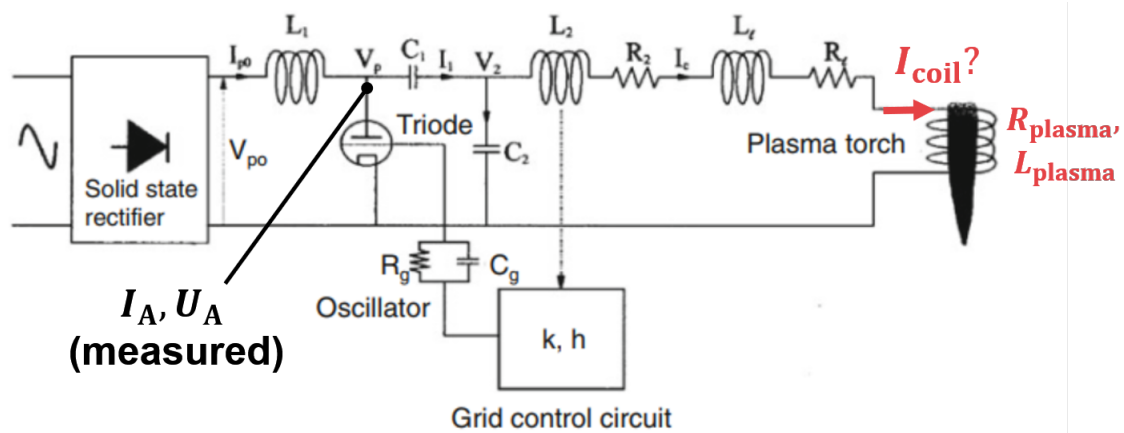 L₁
L₂
Lₜ
I_p0
V_p
C₁
I₁
V₂
R₂
I_c
Rₜ
I_coil?
Solid state
rectifier
V_po
Triode
C₂
Plasma torch
R_plasma,
L_plasma
R_g
C_g
Oscillator
I_A, U_A
(measured)
k, h
Grid control circuit